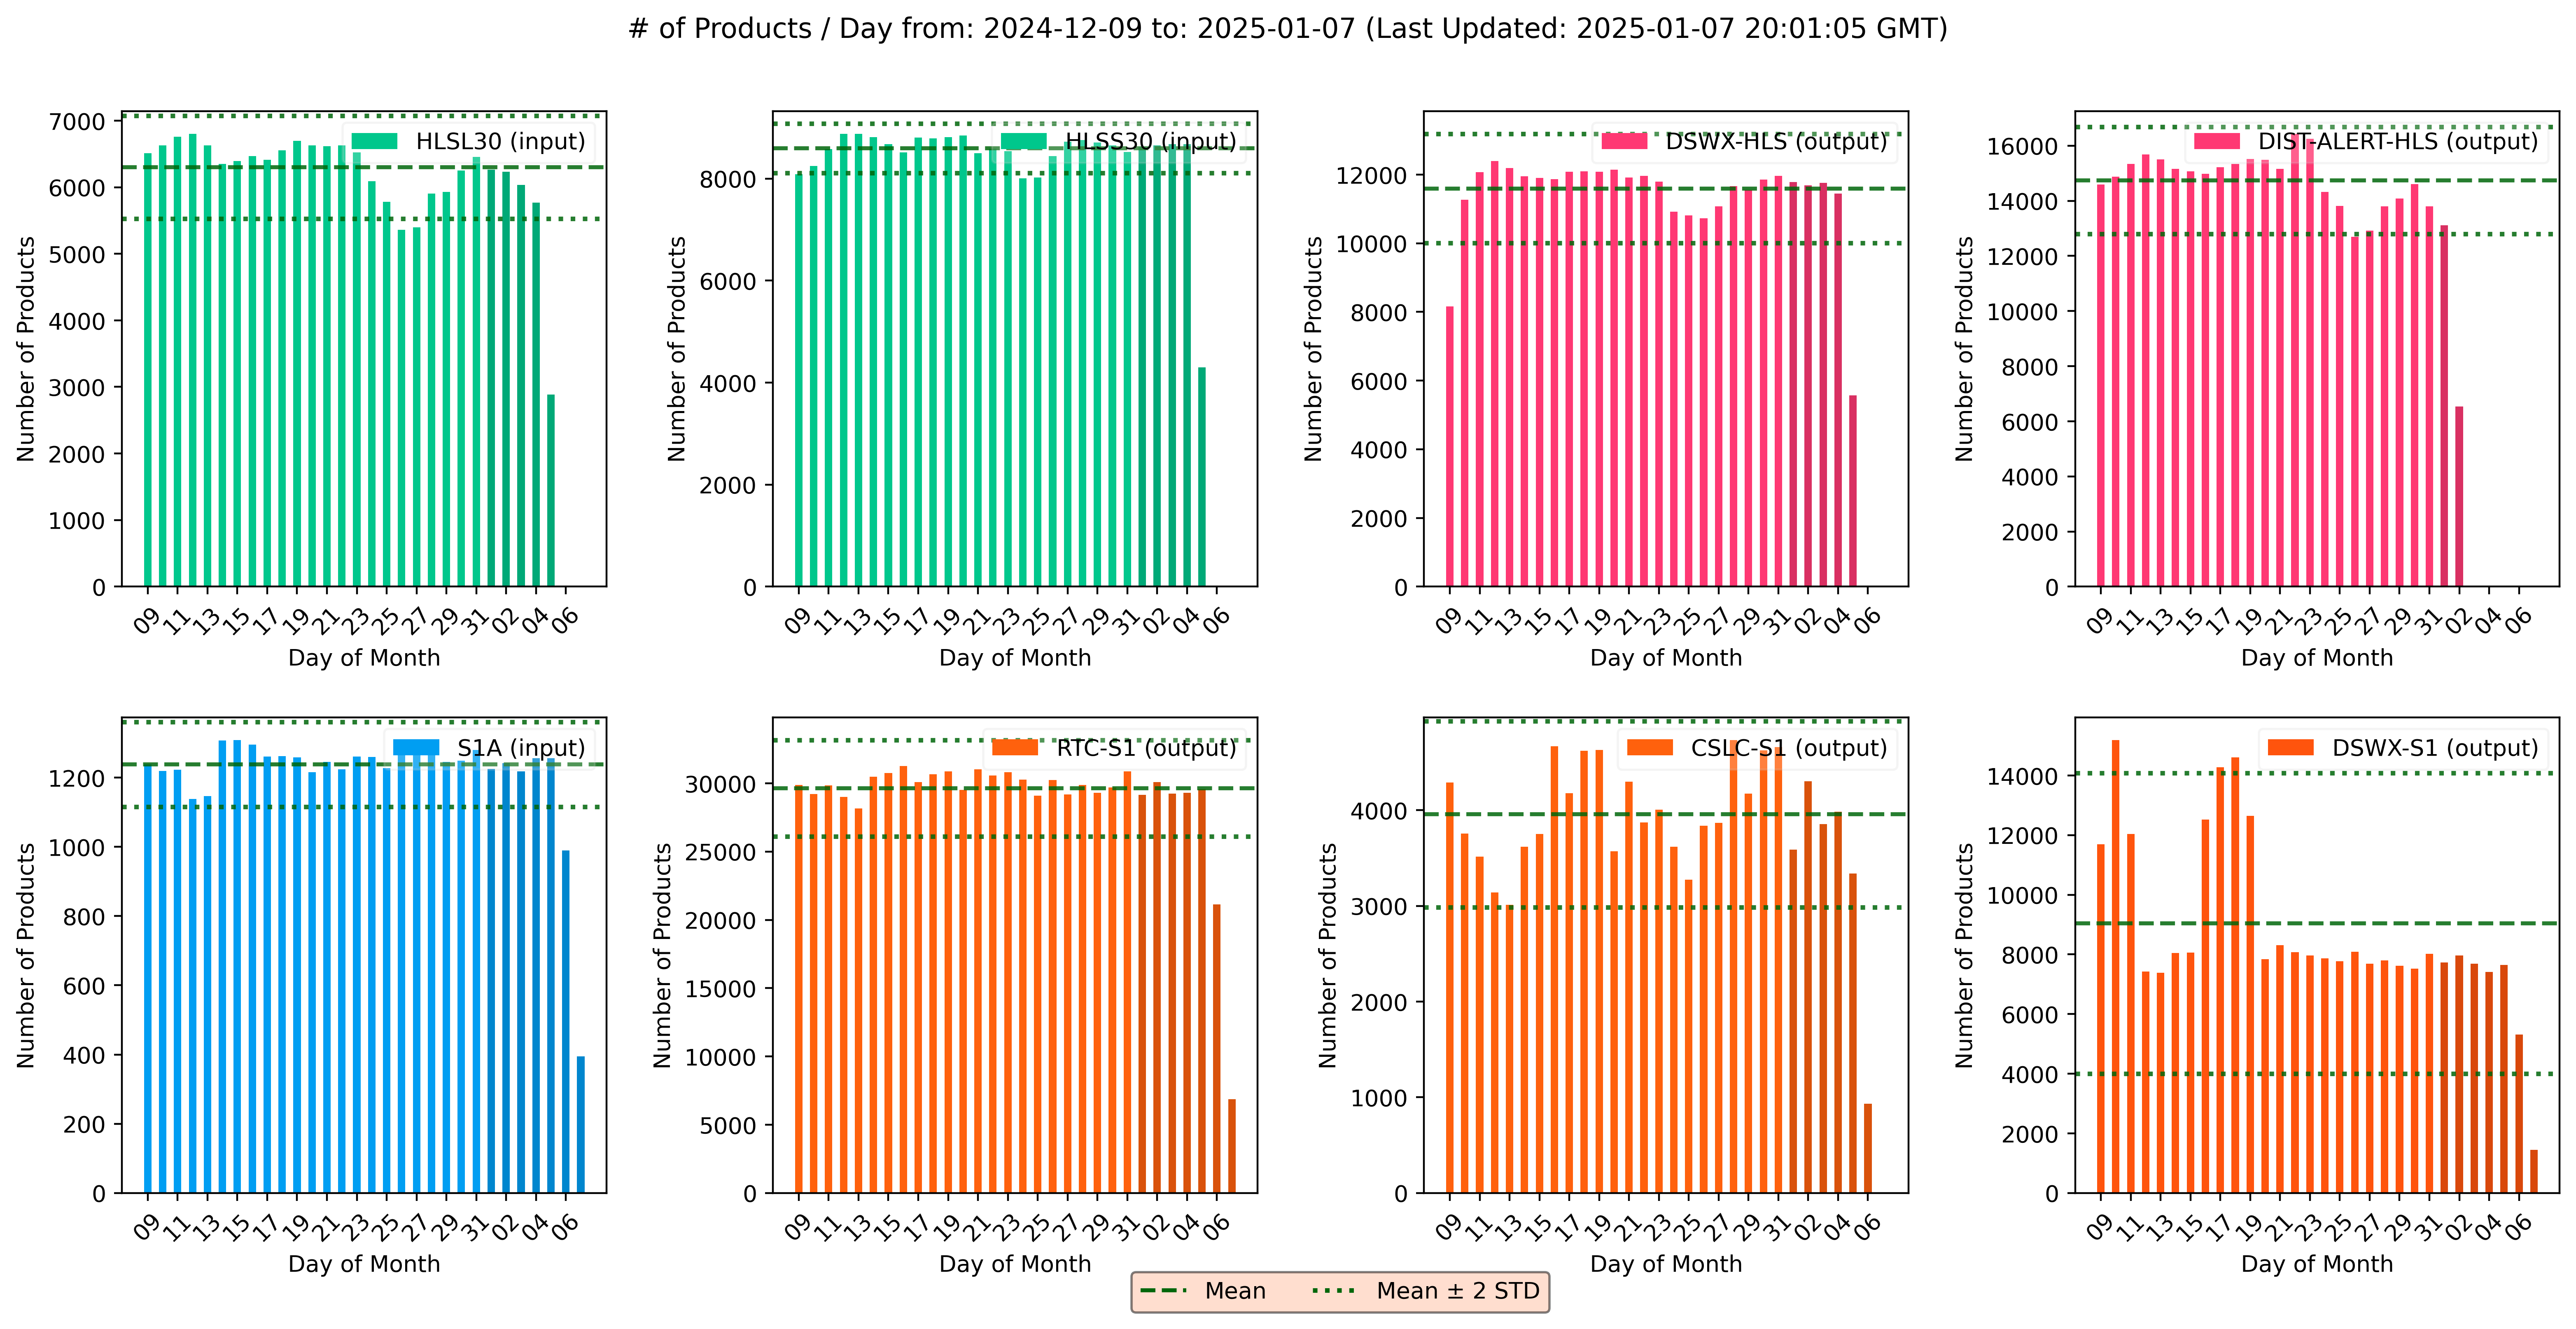 # of Products / Day from: 2024-12-09 to: 2025-01-07 (Last Updated: 2025-01-07 20:01:05 GMT)
HLSL30 (input)
Number of Products
7000
6000
5000
4000
3000
2000
1000
0
09 11 13 15 17 19 21 23 25 27 29 31 02 04 06
Day of Month
HLSS30 (input)
Number of Products
8000
6000
4000
2000
0
09 11 13 15 17 19 21 23 25 27 29 31 02 04 06
Day of Month
DSWX-HLS (output)
Number of Products
12000
10000
8000
6000
4000
2000
0
09 11 13 15 17 19 21 23 25 27 29 31 02 04 06
Day of Month
DIST-ALERT-HLS (output)
Number of Products
16000
14000
12000
10000
8000
6000
4000
2000
0
09 11 13 15 17 19 21 23 25 27 29 31 02 04 06
Day of Month
S1A (input)
Number of Products
1200
1000
800
600
400
200
0
09 11 13 15 17 19 21 23 25 27 29 31 02 04 06
Day of Month
RTC-S1 (output)
Number of Products
30000
25000
20000
15000
10000
5000
0
09 11 13 15 17 19 21 23 25 27 29 31 02 04 06
Day of Month
CSLC-S1 (output)
Number of Products
4000
3000
2000
1000
0
09 11 13 15 17 19 21 23 25 27 29 31 02 04 06
Day of Month
DSWX-S1 (output)
Number of Products
14000
12000
10000
8000
6000
4000
2000
0
09 11 13 15 17 19 21 23 25 27 29 31 02 04 06
Day of Month
Mean
Mean ± 2 STD